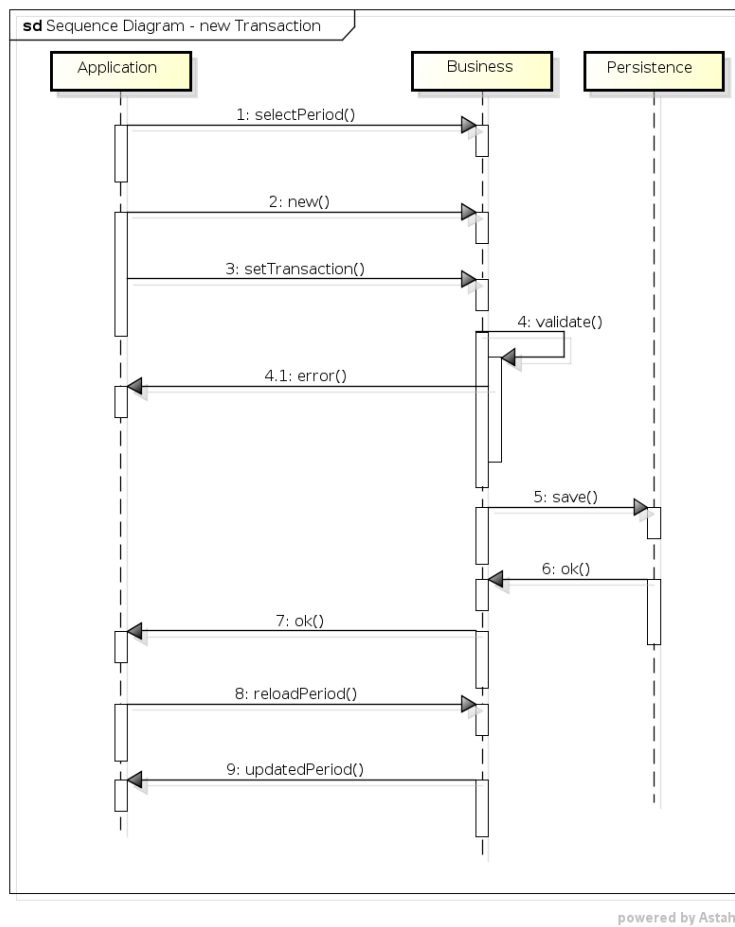 sd Sequence Diagram - new Transaction
Application
Business
Persistence
1: selectPeriod()
2: new()
3: setTransaction()
4: validate()
4.1: error()
5: save()
6: ok()
7: ok()
8: reloadPeriod()
9: updatedPeriod()
powered by Astah